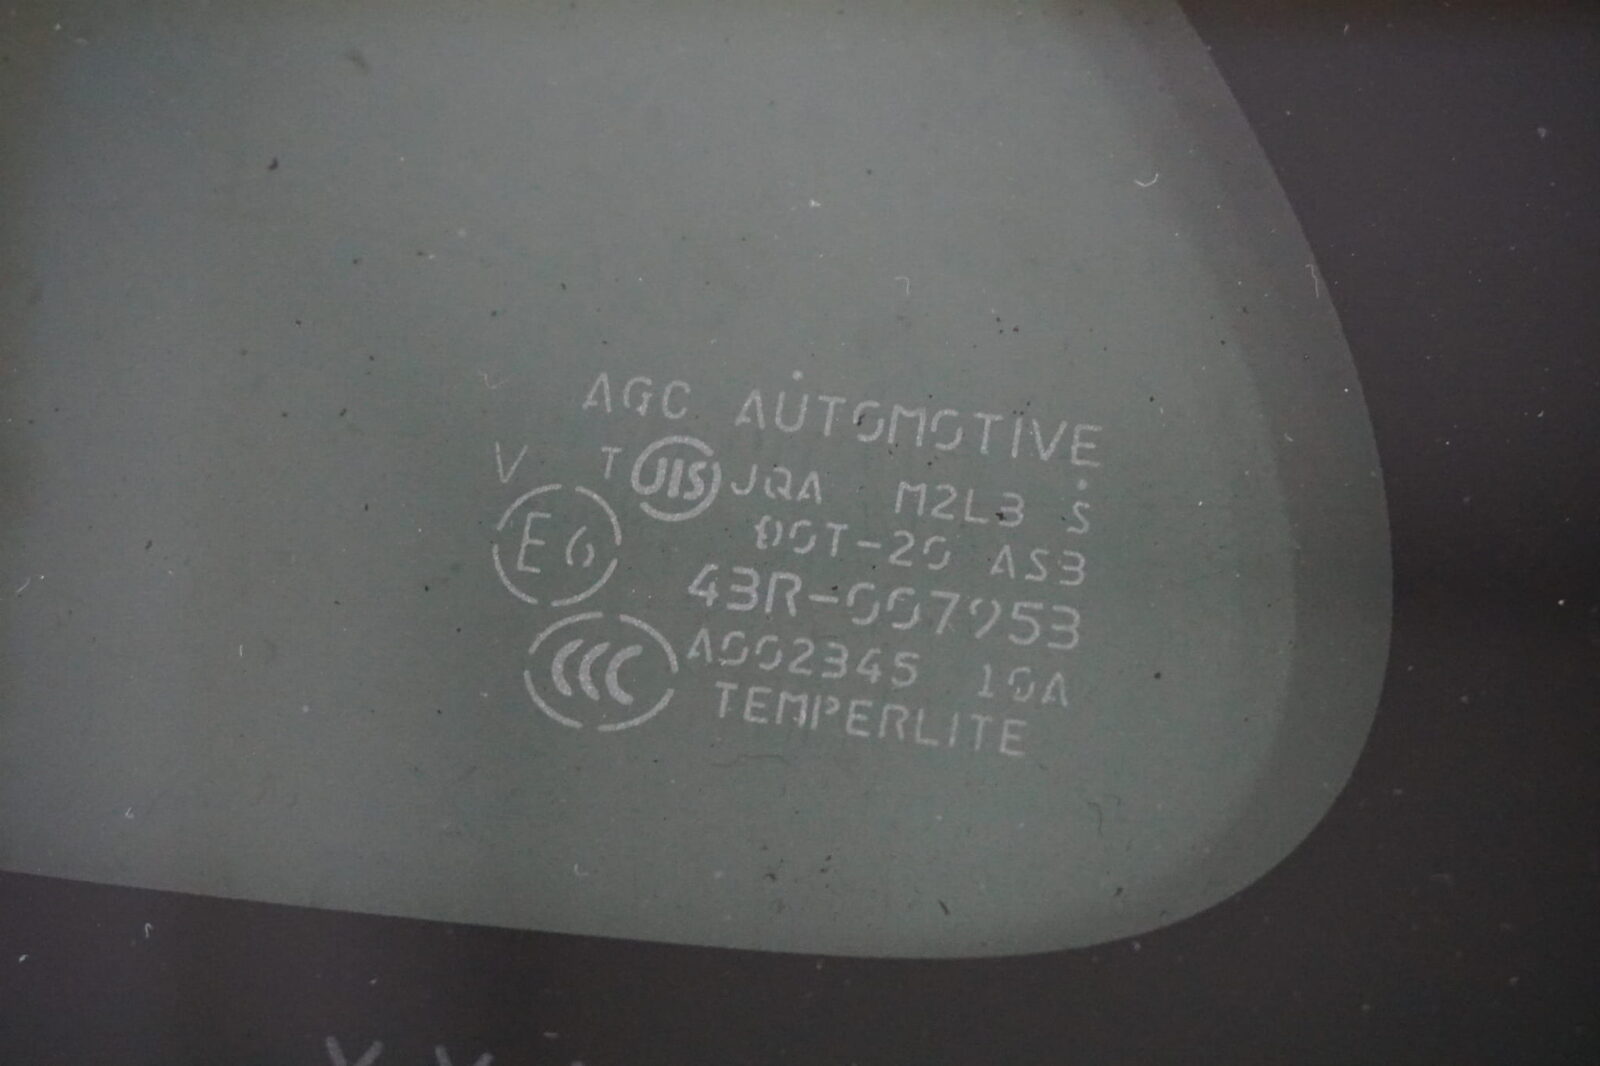 AGC AUTOMOTIVE
V T JIS JQA M2L3 S
E6 DOT-20 AS3
43R-007953
CCC A002345 10A
TEMPERLITE